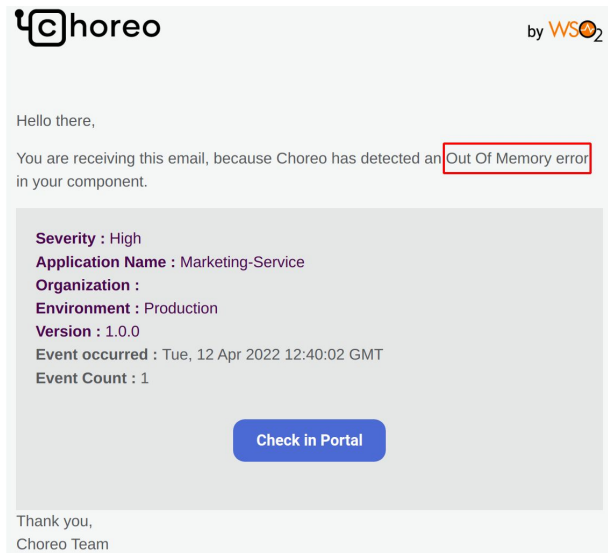 choreo
by WSO2
Hello there,
You are receiving this email, because Choreo has detected an Out Of Memory error
in your component.
Severity : High
Application Name : Marketing-Service
Organization :
Environment : Production
Version : 1.0.0
Event occurred : Tue, 12 Apr 2022 12:40:02 GMT
Event Count : 1
Check in Portal
Thank you,
Choreo Team